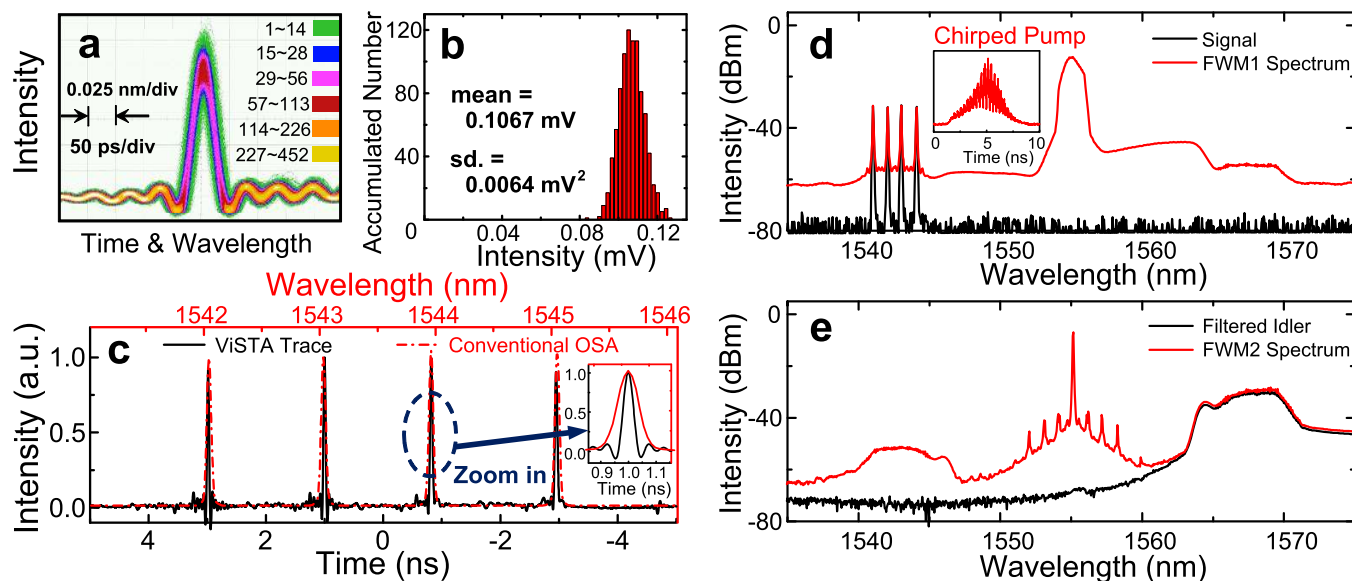 a
Intensity
0.025 nm/div
50 ps/div
1~14
15~28
29~56
57~113
114~226
227~452
Time & Wavelength
b
Accumulated Number
120
80
40
0
mean =
0.1067 mV
sd. =
0.0064 mV²
0.04
0.08
0.12
Intensity (mV)
Wavelength (nm)
1542
1543
1544
1545
1546
c
ViSTA Trace
Conventional OSA
Intensity (a.u.)
1.0
0.5
0.0
Zoom in
1.0
0.5
0.0
0.9
1.0
1.1
Time (ns)
4
2
0
-2
-4
Time (ns)
d
Chirped Pump
0
5
10
Time (ns)
Signal
FWM1 Spectrum
Intensity (dBm)
0
-40
-80
1540
1550
1560
1570
Wavelength (nm)
e
Filtered Idler
FWM2 Spectrum
Intensity (dBm)
0
-40
-80
1540
1550
1560
1570
Wavelength (nm)